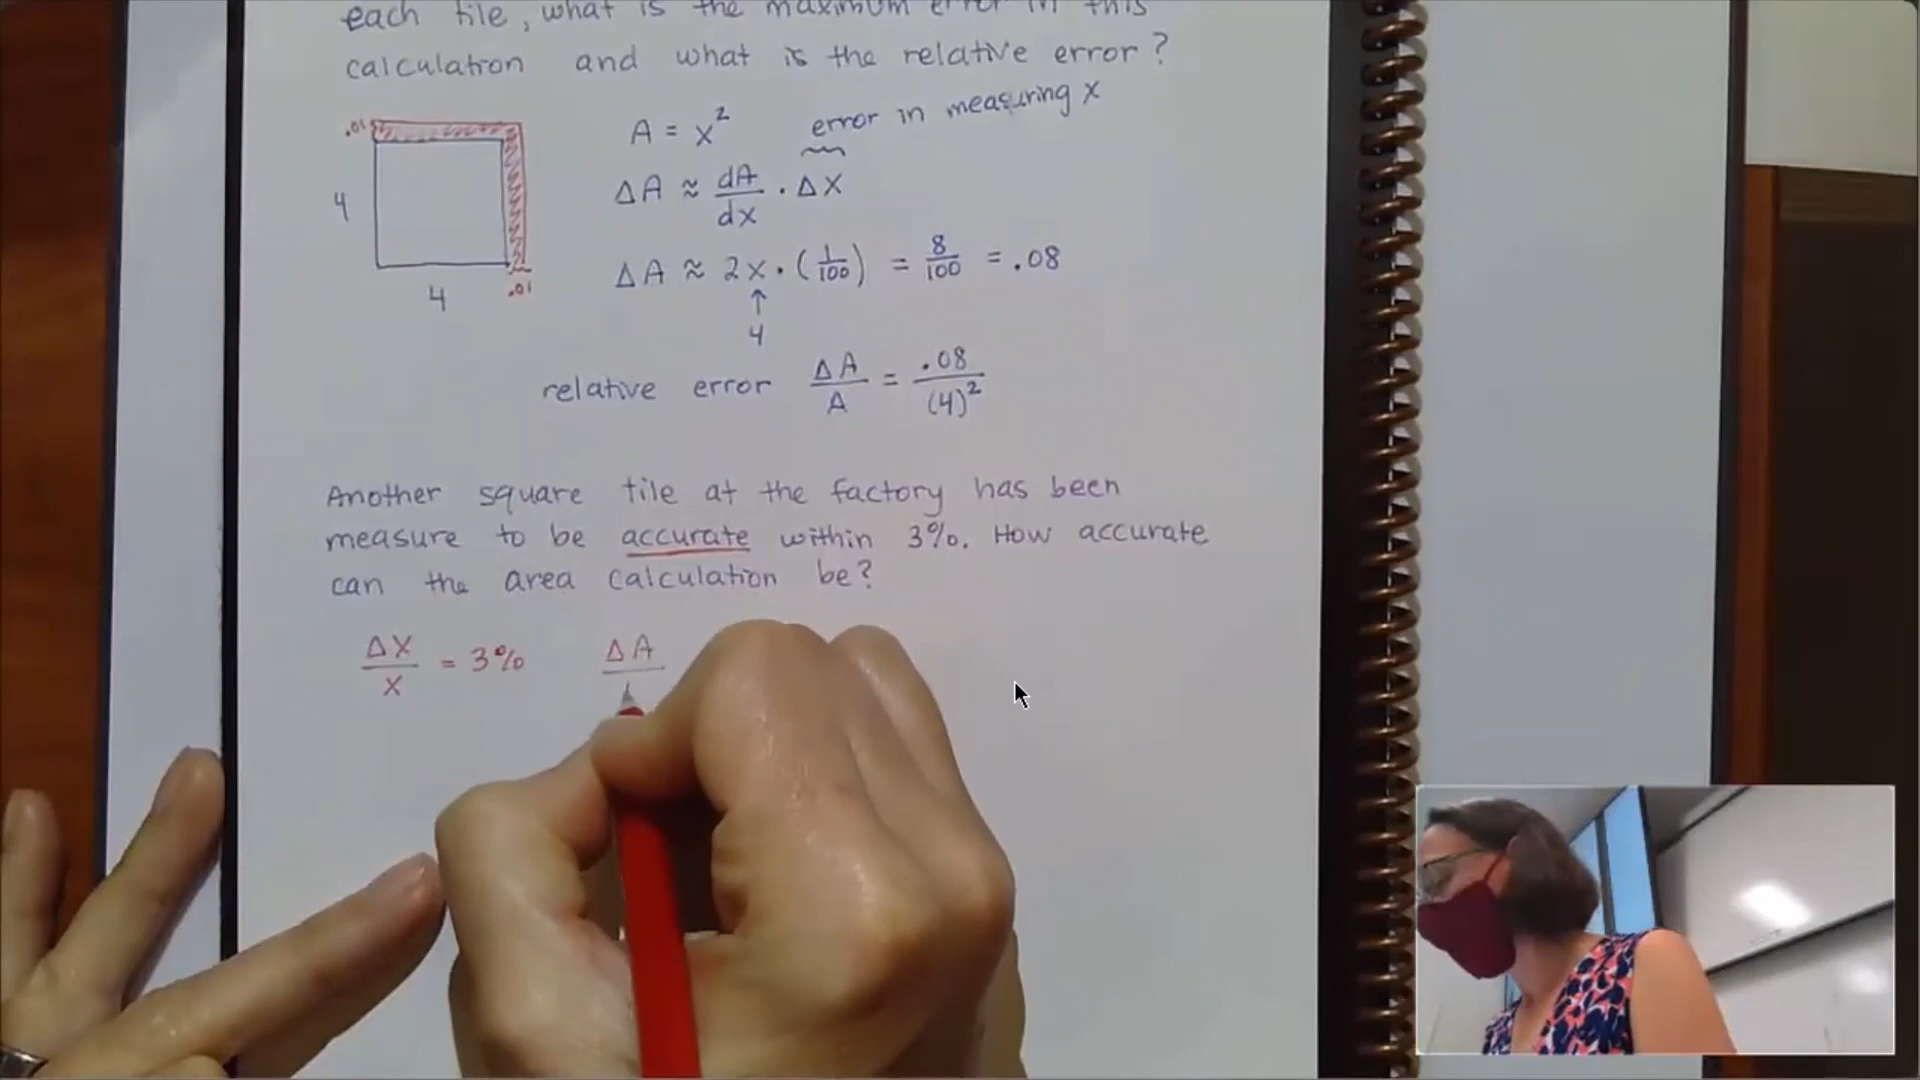 each tile, what is the maximum error in this
calculation and what is the relative error?
.01
4
4
.01
A = x²
error in measuring x
ΔA ≈ dA/dx · Δx
ΔA ≈ 2x · (1/100) = 8/100 = .08
↑
4
relative error ΔA/A = .08/(4)²
Another square tile at the factory has been
measure to be accurate within 3%. How accurate
can the area calculation be?
Δx/x = 3%
ΔA